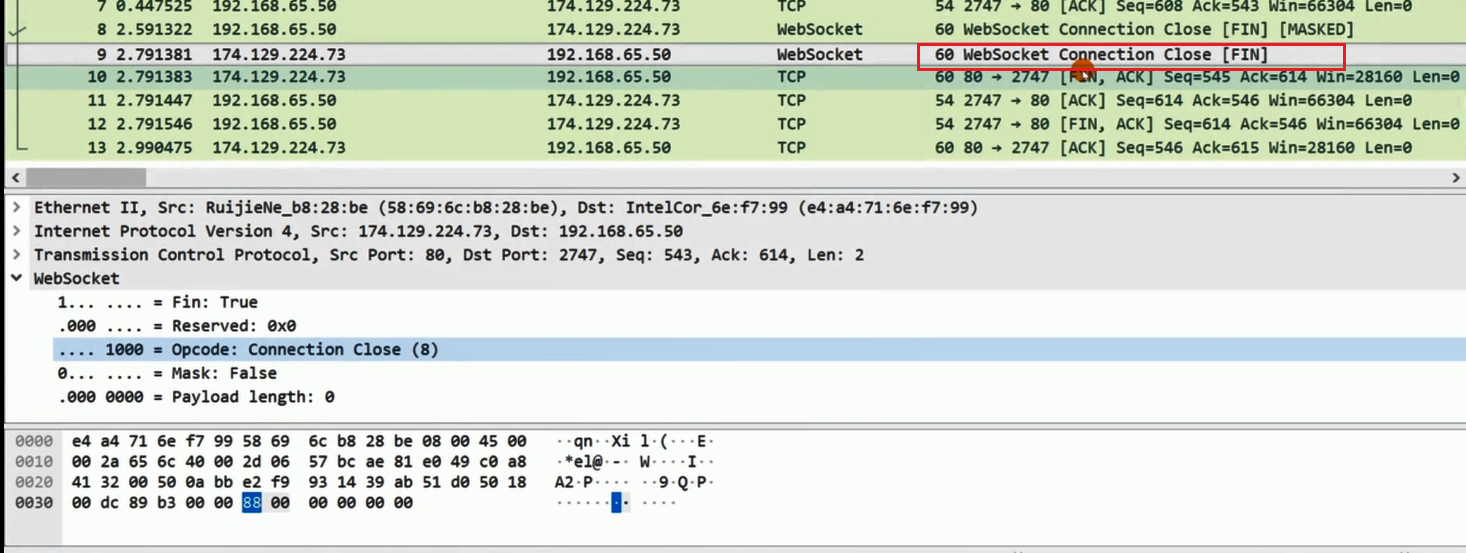 7 0.447525 192.168.65.50 174.129.224.73 TCP 54 2747 → 80 [ACK] Seq=608 Ack=543 Win=66304 Len=0
8 2.591322 192.168.65.50 174.129.224.73 WebSocket 60 WebSocket Connection Close [FIN] [MASKED]
9 2.791381 174.129.224.73 192.168.65.50 WebSocket 60 WebSocket Connection Close [FIN]
10 2.791383 174.129.224.73 192.168.65.50 TCP 60 80 → 2747 [FIN, ACK] Seq=545 Ack=614 Win=28160 Len=0
11 2.791447 192.168.65.50 174.129.224.73 TCP 54 2747 → 80 [ACK] Seq=614 Ack=546 Win=66304 Len=0
12 2.791546 192.168.65.50 174.129.224.73 TCP 54 2747 → 80 [FIN, ACK] Seq=614 Ack=546 Win=66304 Len=0
13 2.990475 174.129.224.73 192.168.65.50 TCP 60 80 → 2747 [ACK] Seq=546 Ack=615 Win=28160 Len=0
Ethernet II, Src: RuijieNe_b8:28:be (58:69:6c:b8:28:be), Dst: IntelCor_6e:f7:99 (e4:a4:71:6e:f7:99)
Internet Protocol Version 4, Src: 174.129.224.73, Dst: 192.168.65.50
Transmission Control Protocol, Src Port: 80, Dst Port: 2747, Seq: 543, Ack: 614, Len: 2
WebSocket
1... .... = Fin: True
.000 .... = Reserved: 0x0
.... 1000 = Opcode: Connection Close (8)
0... .... = Mask: False
.000 0000 = Payload length: 0
0000 e4 a4 71 6e f7 99 58 69 6c b8 28 be 08 00 45 00 ··qn··Xi l·(···E·
0010 00 2a 65 6c 40 00 2d 06 57 bc ae 81 e0 49 c0 a8 ·*el@·-· W····I··
0020 41 32 00 50 0a bb e2 f9 93 14 39 ab 51 d0 50 18 A2·P···· ··9·Q·P·
0030 00 dc 89 b3 00 00 88 00 00 00 00 00 ········ ····